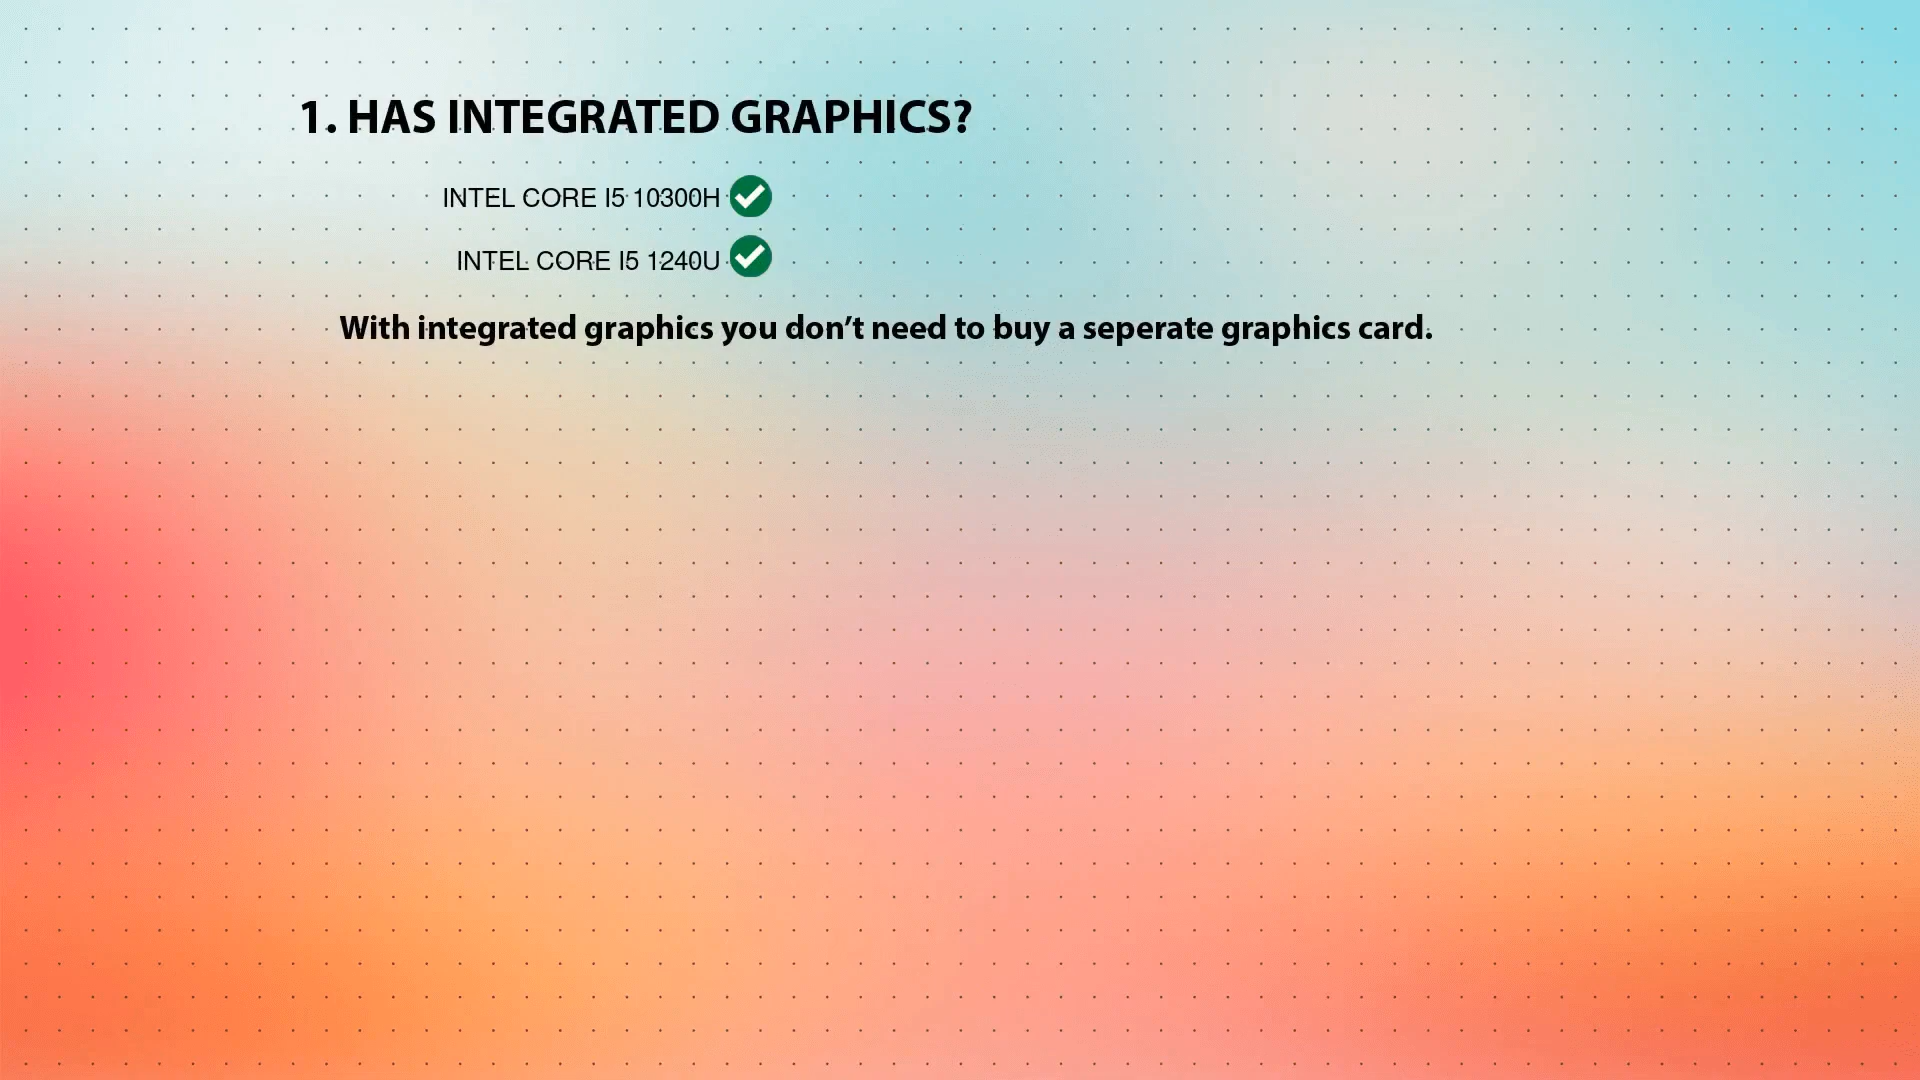 1. HAS INTEGRATED GRAPHICS?
INTEL CORE I5 10300H
INTEL CORE I5 1240U
With integrated graphics you don’t need to buy a seperate graphics card.